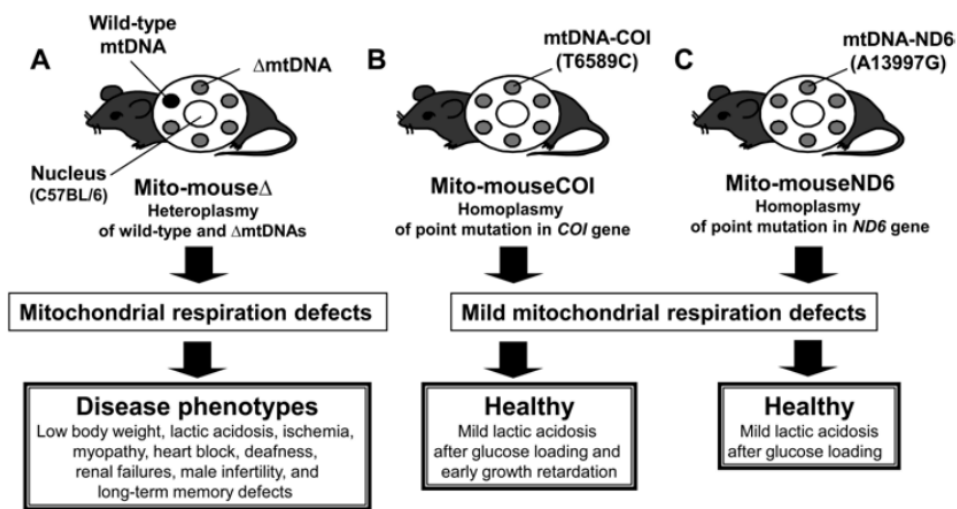 A
Wild-type
mtDNA
ΔmtDNA
Nucleus
(C57BL/6)
Mito-mouseΔ
Heteroplasmy
of wild-type and ΔmtDNAs
Mitochondrial respiration defects
Disease phenotypes
Low body weight, lactic acidosis, ischemia,
myopathy, heart block, deafness,
renal failures, male infertility, and
long-term memory defects
B
mtDNA-COI
(T6589C)
Mito-mouseCOI
Homoplasmy
of point mutation in COI gene
C
mtDNA-ND6
(A13997G)
Mito-mouseND6
Homoplasmy
of point mutation in ND6 gene
Mild mitochondrial respiration defects
Healthy
Mild lactic acidosis
after glucose loading and
early growth retardation
Healthy
Mild lactic acidosis
after glucose loading